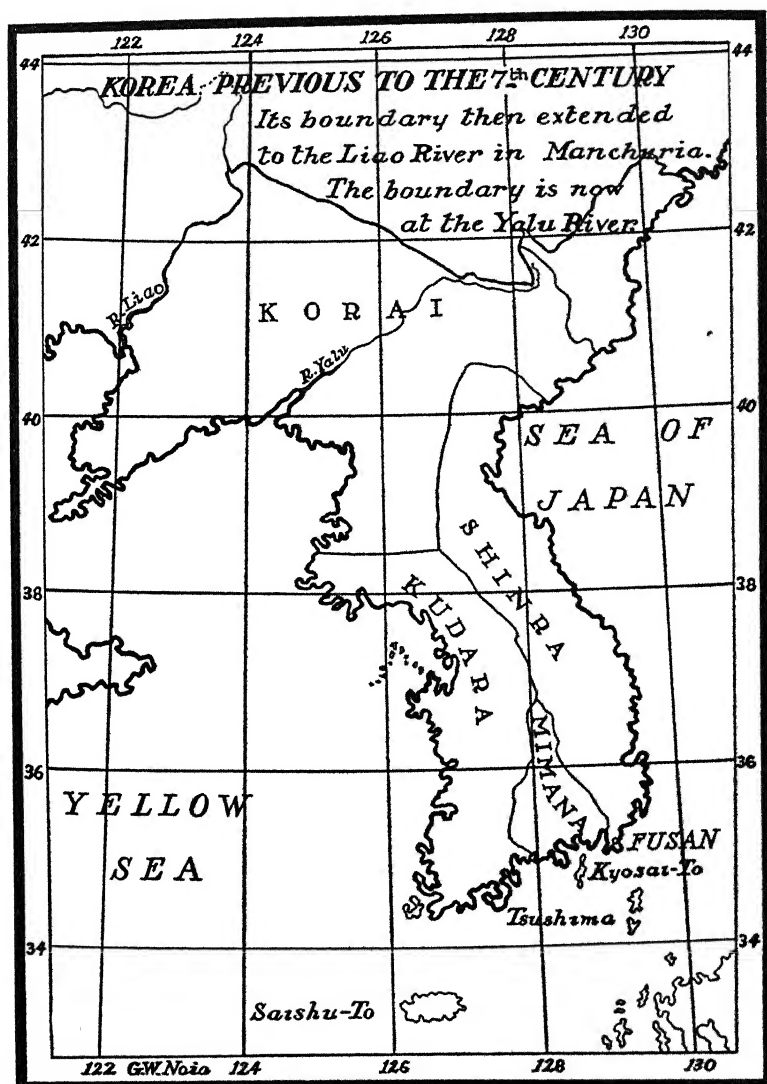 122 124 126 128 130
44 44
KOREA PREVIOUS TO THE 7th CENTURY
Its boundary then extended
to the Liao River in Manchuria.
The boundary is now
at the Yalu River.
42 42
R. Liao
KORAI
R. Yalu
40 40
SEA OF
JAPAN
SHINRA
38 38
KUDARA
MIMANA
36 36
YELLOW
SEA
FUSAN
Kyosai-To
Tsushima
34 34
Saishu-To
122 G.W. 124 126 128 130